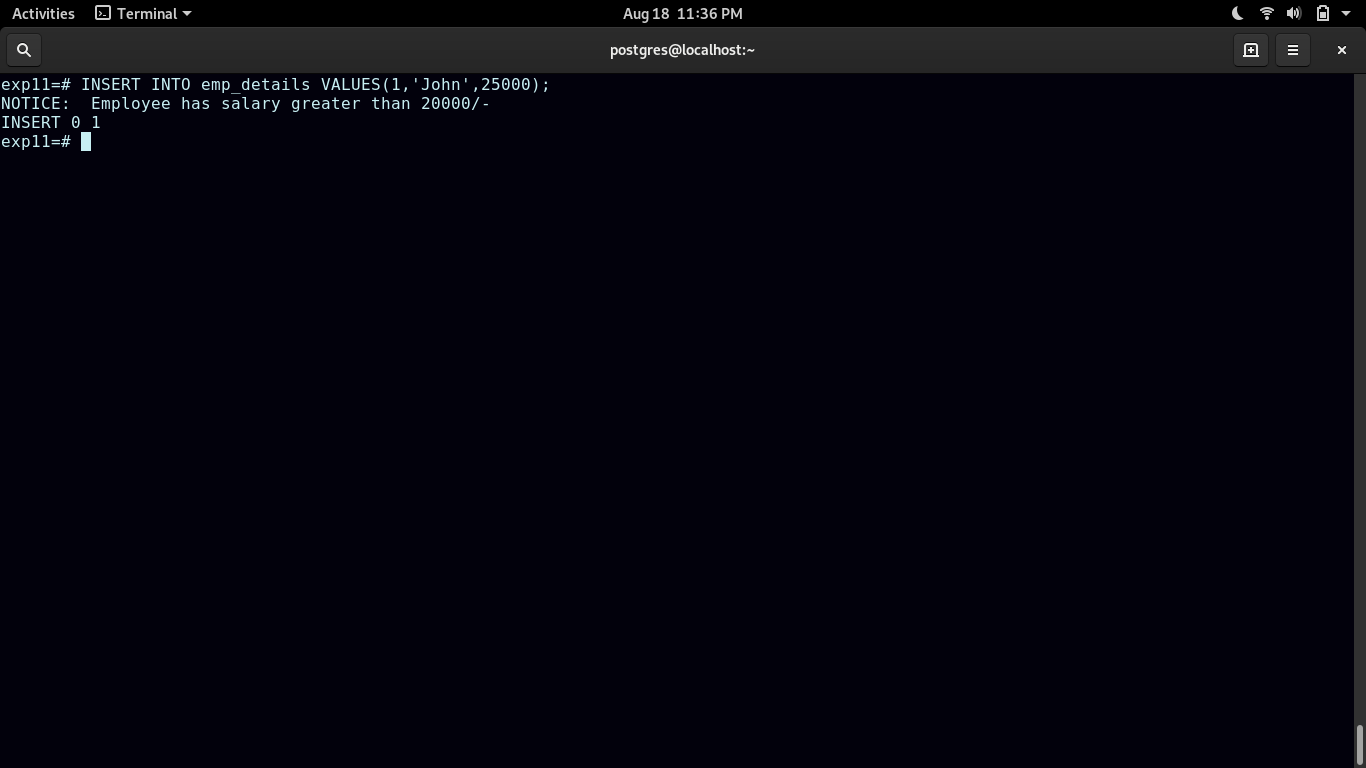 Activities Terminal Aug 18 11:36 PM
postgres@localhost:~
exp11=# INSERT INTO emp_details VALUES(1,'John',25000);
NOTICE:  Employee has salary greater than 20000/-
INSERT 0 1
exp11=#